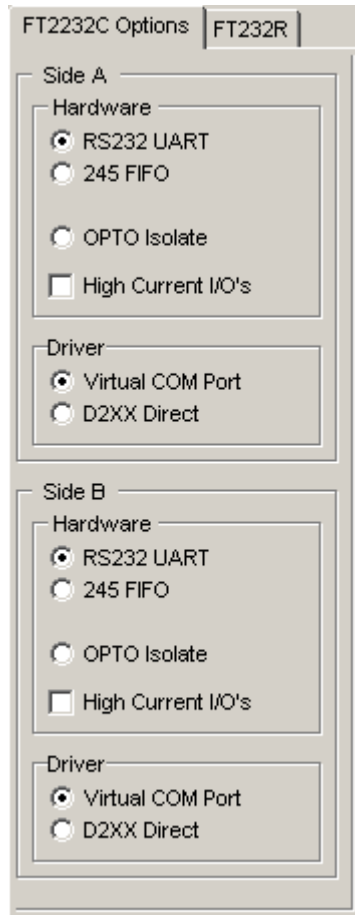 FT2232C Options FT232R
Side A
Hardware
RS232 UART
245 FIFO
OPTO Isolate
High Current I/O's
Driver
Virtual COM Port
D2XX Direct
Side B
Hardware
RS232 UART
245 FIFO
OPTO Isolate
High Current I/O's
Driver
Virtual COM Port
D2XX Direct